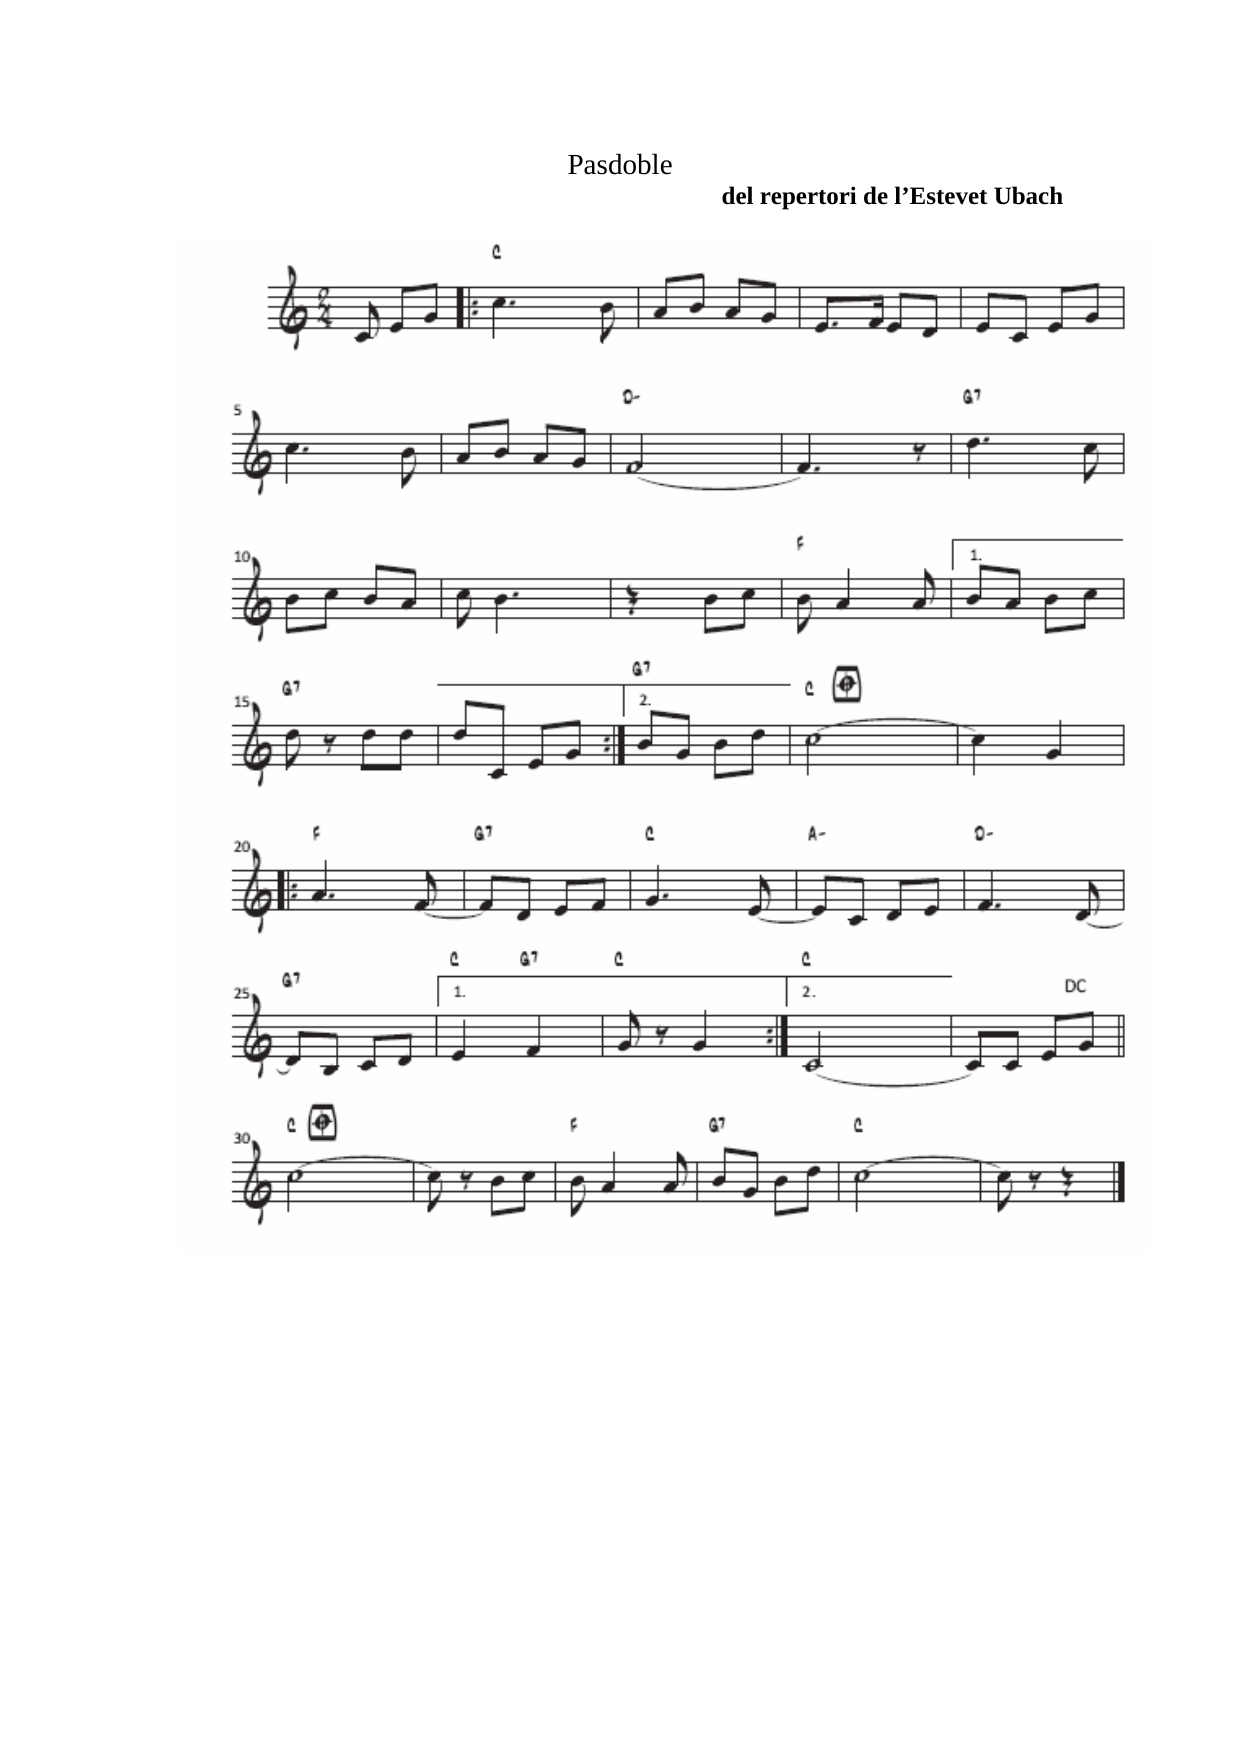 Pasdoble
del repertori de l’Estevet Ubach
C
2
4
D- G7
5
F
10 1.
G7
G7 C
15 2.
F G7 C A- D-
20
C G7 C C
G7 1. 2. DC
25
C F G7 C
30